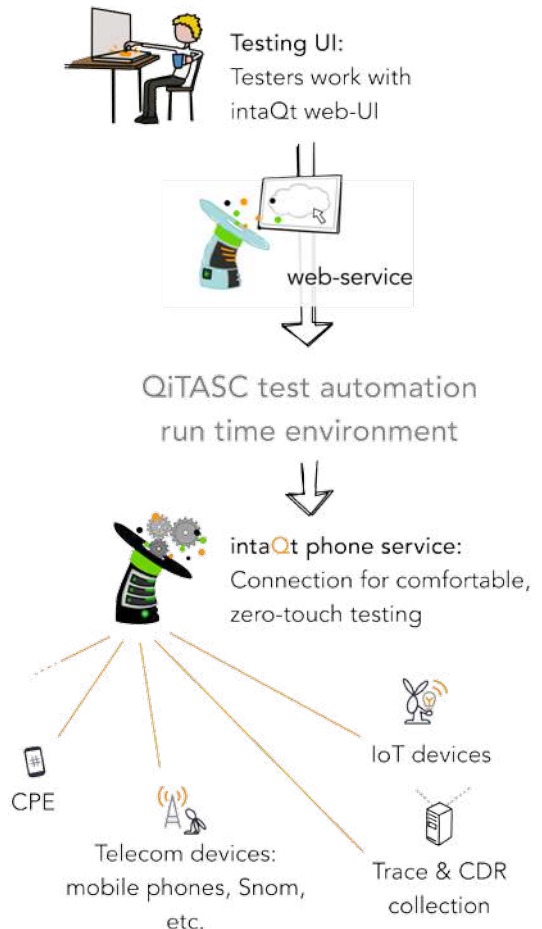 Testing UI:
Testers work with
intaQt web-UI
web-service
QiTASC test automation
run time environment
intaQt phone service:
Connection for comfortable,
zero-touch testing
IoT devices
#
CPE
Telecom devices:
mobile phones, Snom,
etc.
Trace & CDR
collection